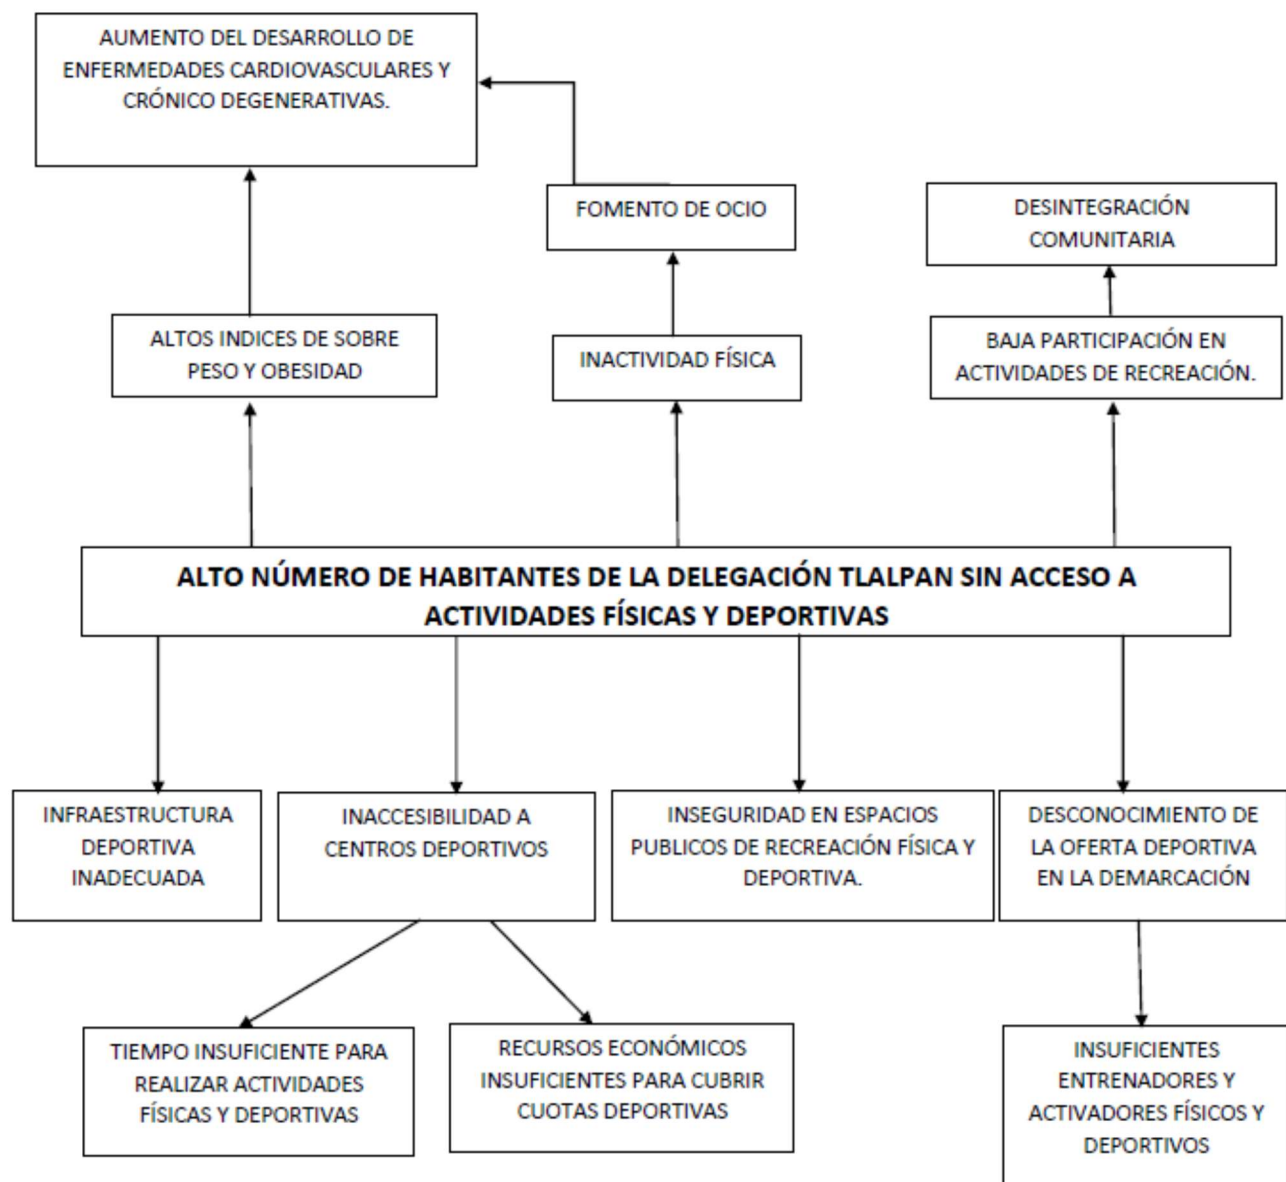 AUMENTO DEL DESARROLLO DE
ENFERMEDADES CARDIOVASCULARES Y
CRÓNICO DEGENERATIVAS.
FOMENTO DE OCIO
DESINTEGRACIÓN
COMUNITARIA
ALTOS INDICES DE SOBRE
PESO Y OBESIDAD
INACTIVIDAD FÍSICA
BAJA PARTICIPACIÓN EN
ACTIVIDADES DE RECREACIÓN.
ALTO NÚMERO DE HABITANTES DE LA DELEGACIÓN TLALPAN SIN ACCESO A
ACTIVIDADES FÍSICAS Y DEPORTIVAS
INFRAESTRUCTURA
DEPORTIVA
INADECUADA
INACCESIBILIDAD A
CENTROS DEPORTIVOS
INSEGURIDAD EN ESPACIOS
PUBLICOS DE RECREACIÓN FÍSICA Y
DEPORTIVA.
DESCONOCIMIENTO DE
LA OFERTA DEPORTIVA
EN LA DEMARCACIÓN
TIEMPO INSUFICIENTE PARA
REALIZAR ACTIVIDADES
FÍSICAS Y DEPORTIVAS
RECURSOS ECONÓMICOS
INSUFICIENTES PARA CUBRIR
CUOTAS DEPORTIVAS
INSUFICIENTES
ENTRENADORES Y
ACTIVADORES FÍSICOS Y
DEPORTIVOS